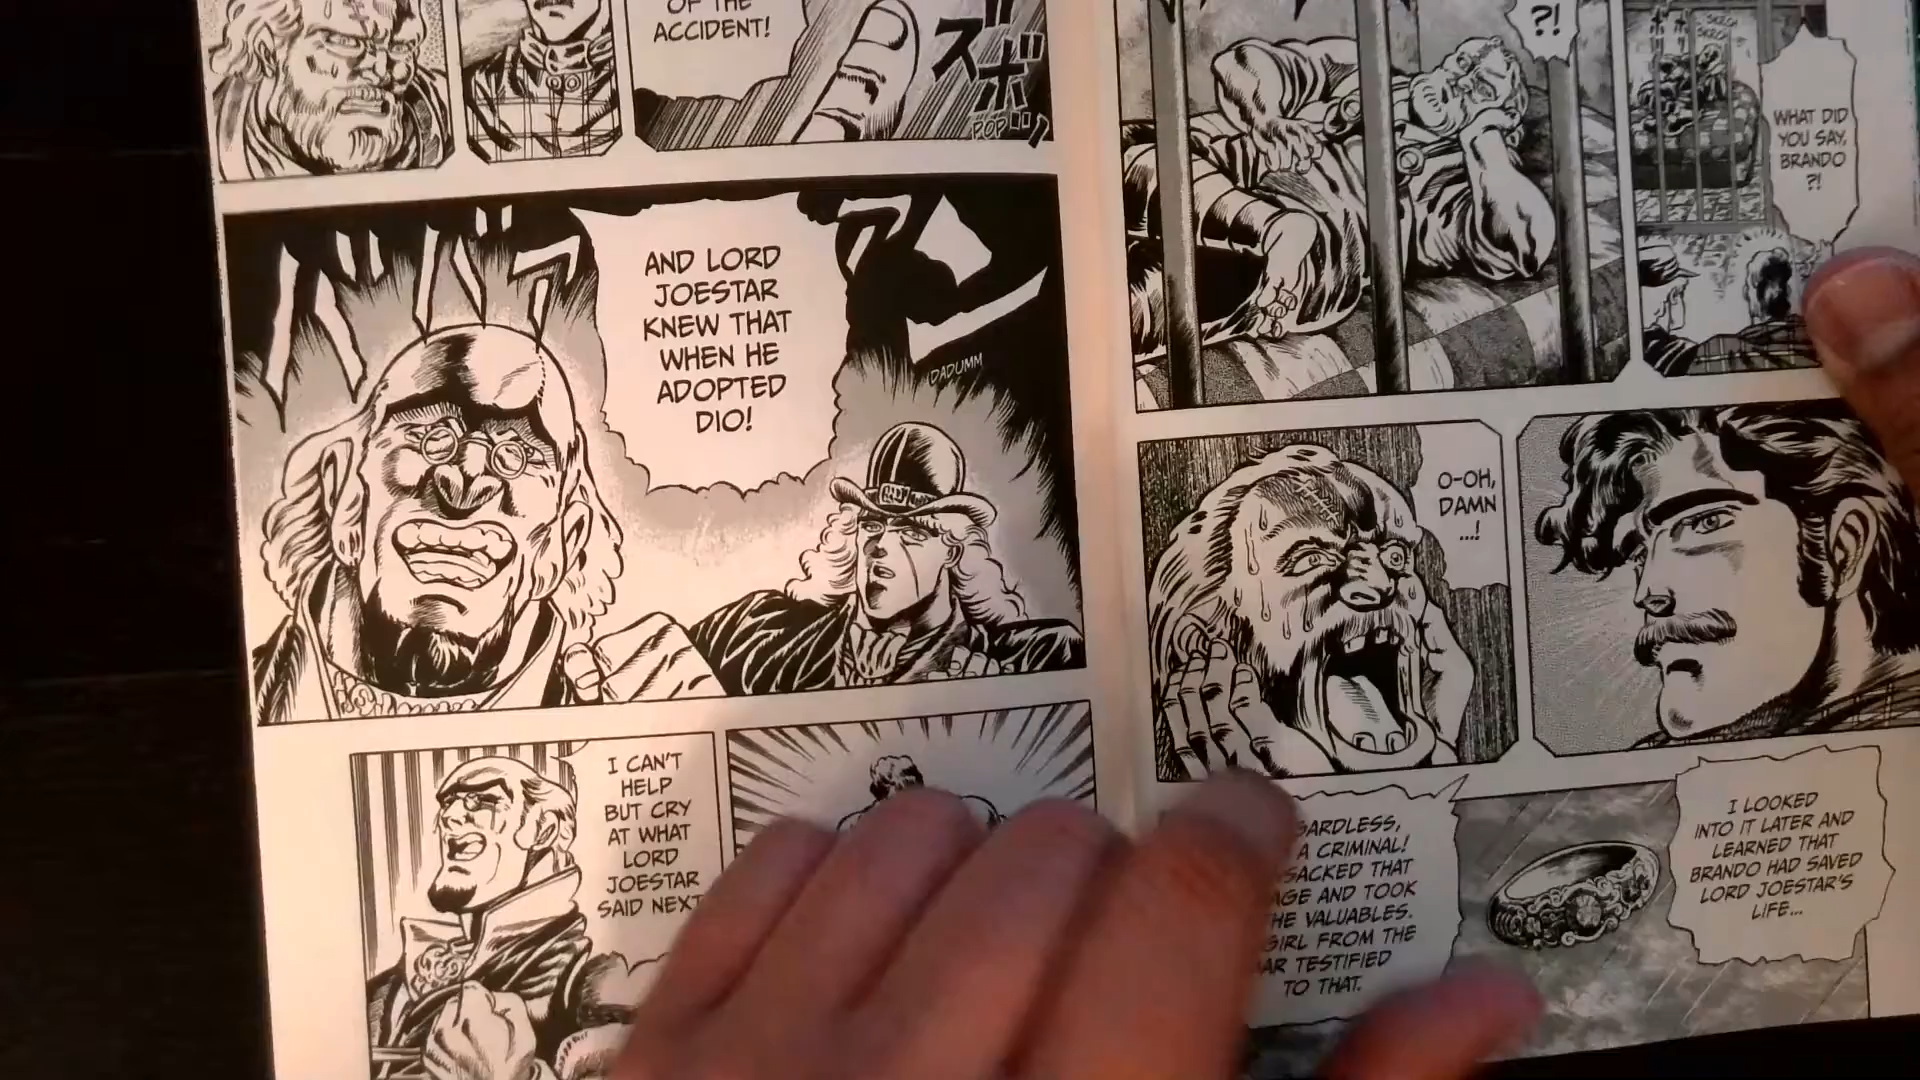 WHAT DID
YOU SAY,
BRANDO
?!
?!
O-OH,
DAMN
....!
I LOOKED
INTO IT LATER AND
LEARNED THAT
BRANDO HAD SAVED
LORD JOESTAR'S
LIFE...
GARDLESS,
A CRIMINAL!
SACKED THAT
AGE AND TOOK
HE VALUABLES.
GIRL FROM THE
AR TESTIFIED
TO THAT.
OF THE
ACCIDENT!
ズボッ
POP
AND LORD
JOESTAR
KNEW THAT
WHEN HE
ADOPTED
DIO!
DADUMM
I CAN'T
HELP
BUT CRY
AT WHAT
LORD
JOESTAR
SAID NEXT